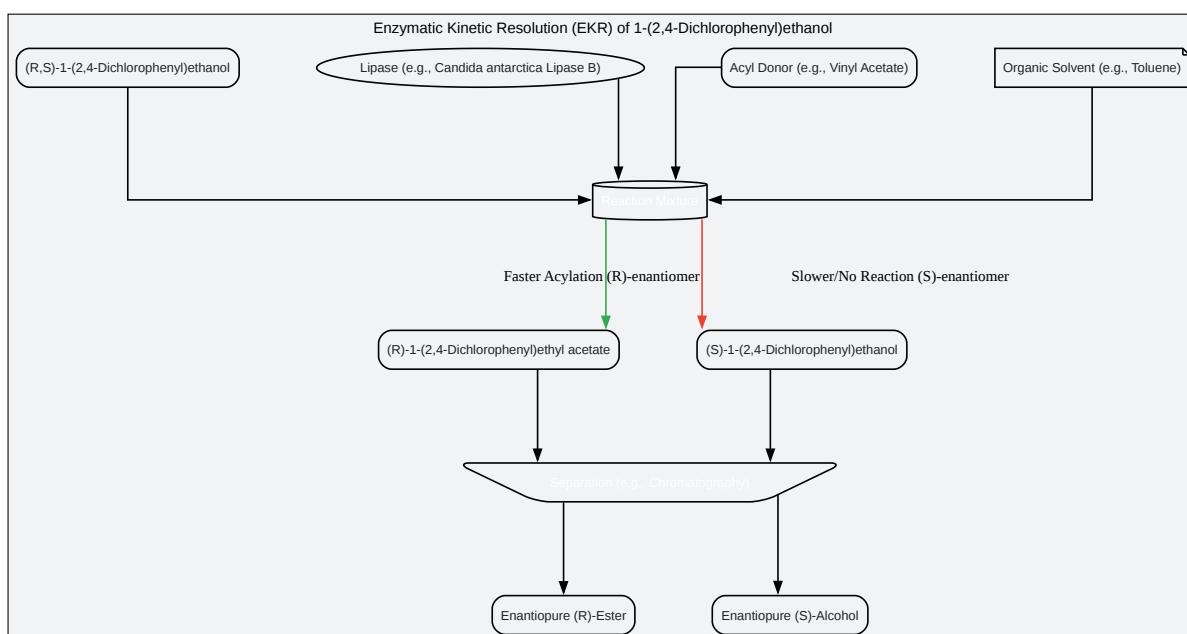 Enzymatic Kinetic Resolution (EKR) of 1-(2,4-Dichlorophenyl)ethanol
(R,S)-1-(2,4-Dichlorophenyl)ethanol
Lipase (e.g., Candida antarctica Lipase B)
Acyl Donor (e.g., Vinyl Acetate)
Organic Solvent (e.g., Toluene)
Reaction Mixture
Faster Acylation (R)-enantiomer
Slower/No Reaction (S)-enantiomer
(R)-1-(2,4-Dichlorophenyl)ethyl acetate
(S)-1-(2,4-Dichlorophenyl)ethanol
Separation (e.g., Chromatography)
Enantiopure (R)-Ester
Enantiopure (S)-Alcohol